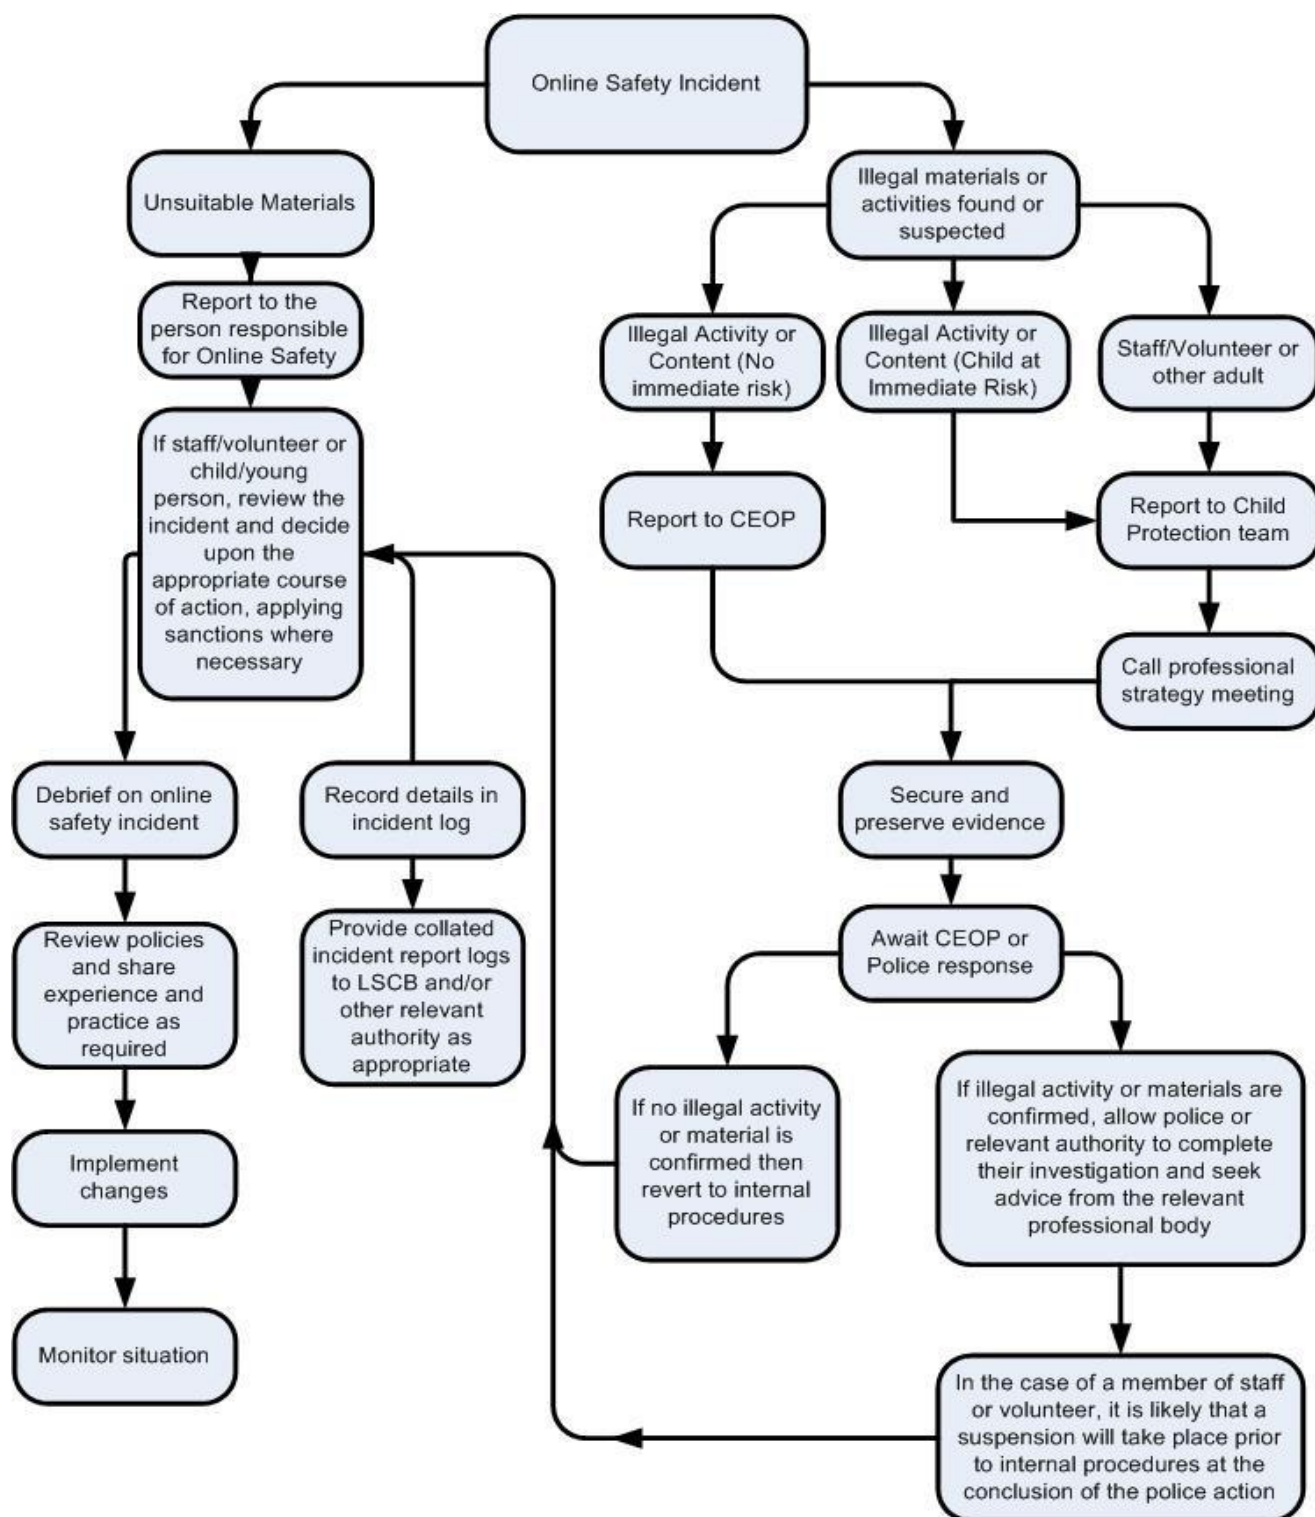 Online Safety Incident
Unsuitable Materials
Report to the
person responsible
for Online Safety
If staff/volunteer or
child/young
person, review the
incident and decide
upon the
appropriate course
of action, applying
sanctions where
necessary
Debrief on online
safety incident
Review policies
and share
experience and
practice as
required
Implement
changes
Monitor situation
Record details in
incident log
Provide collated
incident report logs
to LSCB and/or
other relevant
authority as
appropriate
Illegal materials or
activities found or
suspected
Illegal Activity or
Content (No
immediate risk)
Illegal Activity or
Content (Child at
Immediate Risk)
Staff/Volunteer or
other adult
Report to CEOP
Report to Child
Protection team
Call professional
strategy meeting
Secure and
preserve evidence
Await CEOP or
Police response
If no illegal activity
or material is
confirmed then
revert to internal
procedures
If illegal activity or materials are
confirmed, allow police or
relevant authority to complete
their investigation and seek
advice from the relevant
professional body
In the case of a member of staff
or volunteer, it is likely that a
suspension will take place prior
to internal procedures at the
conclusion of the police action